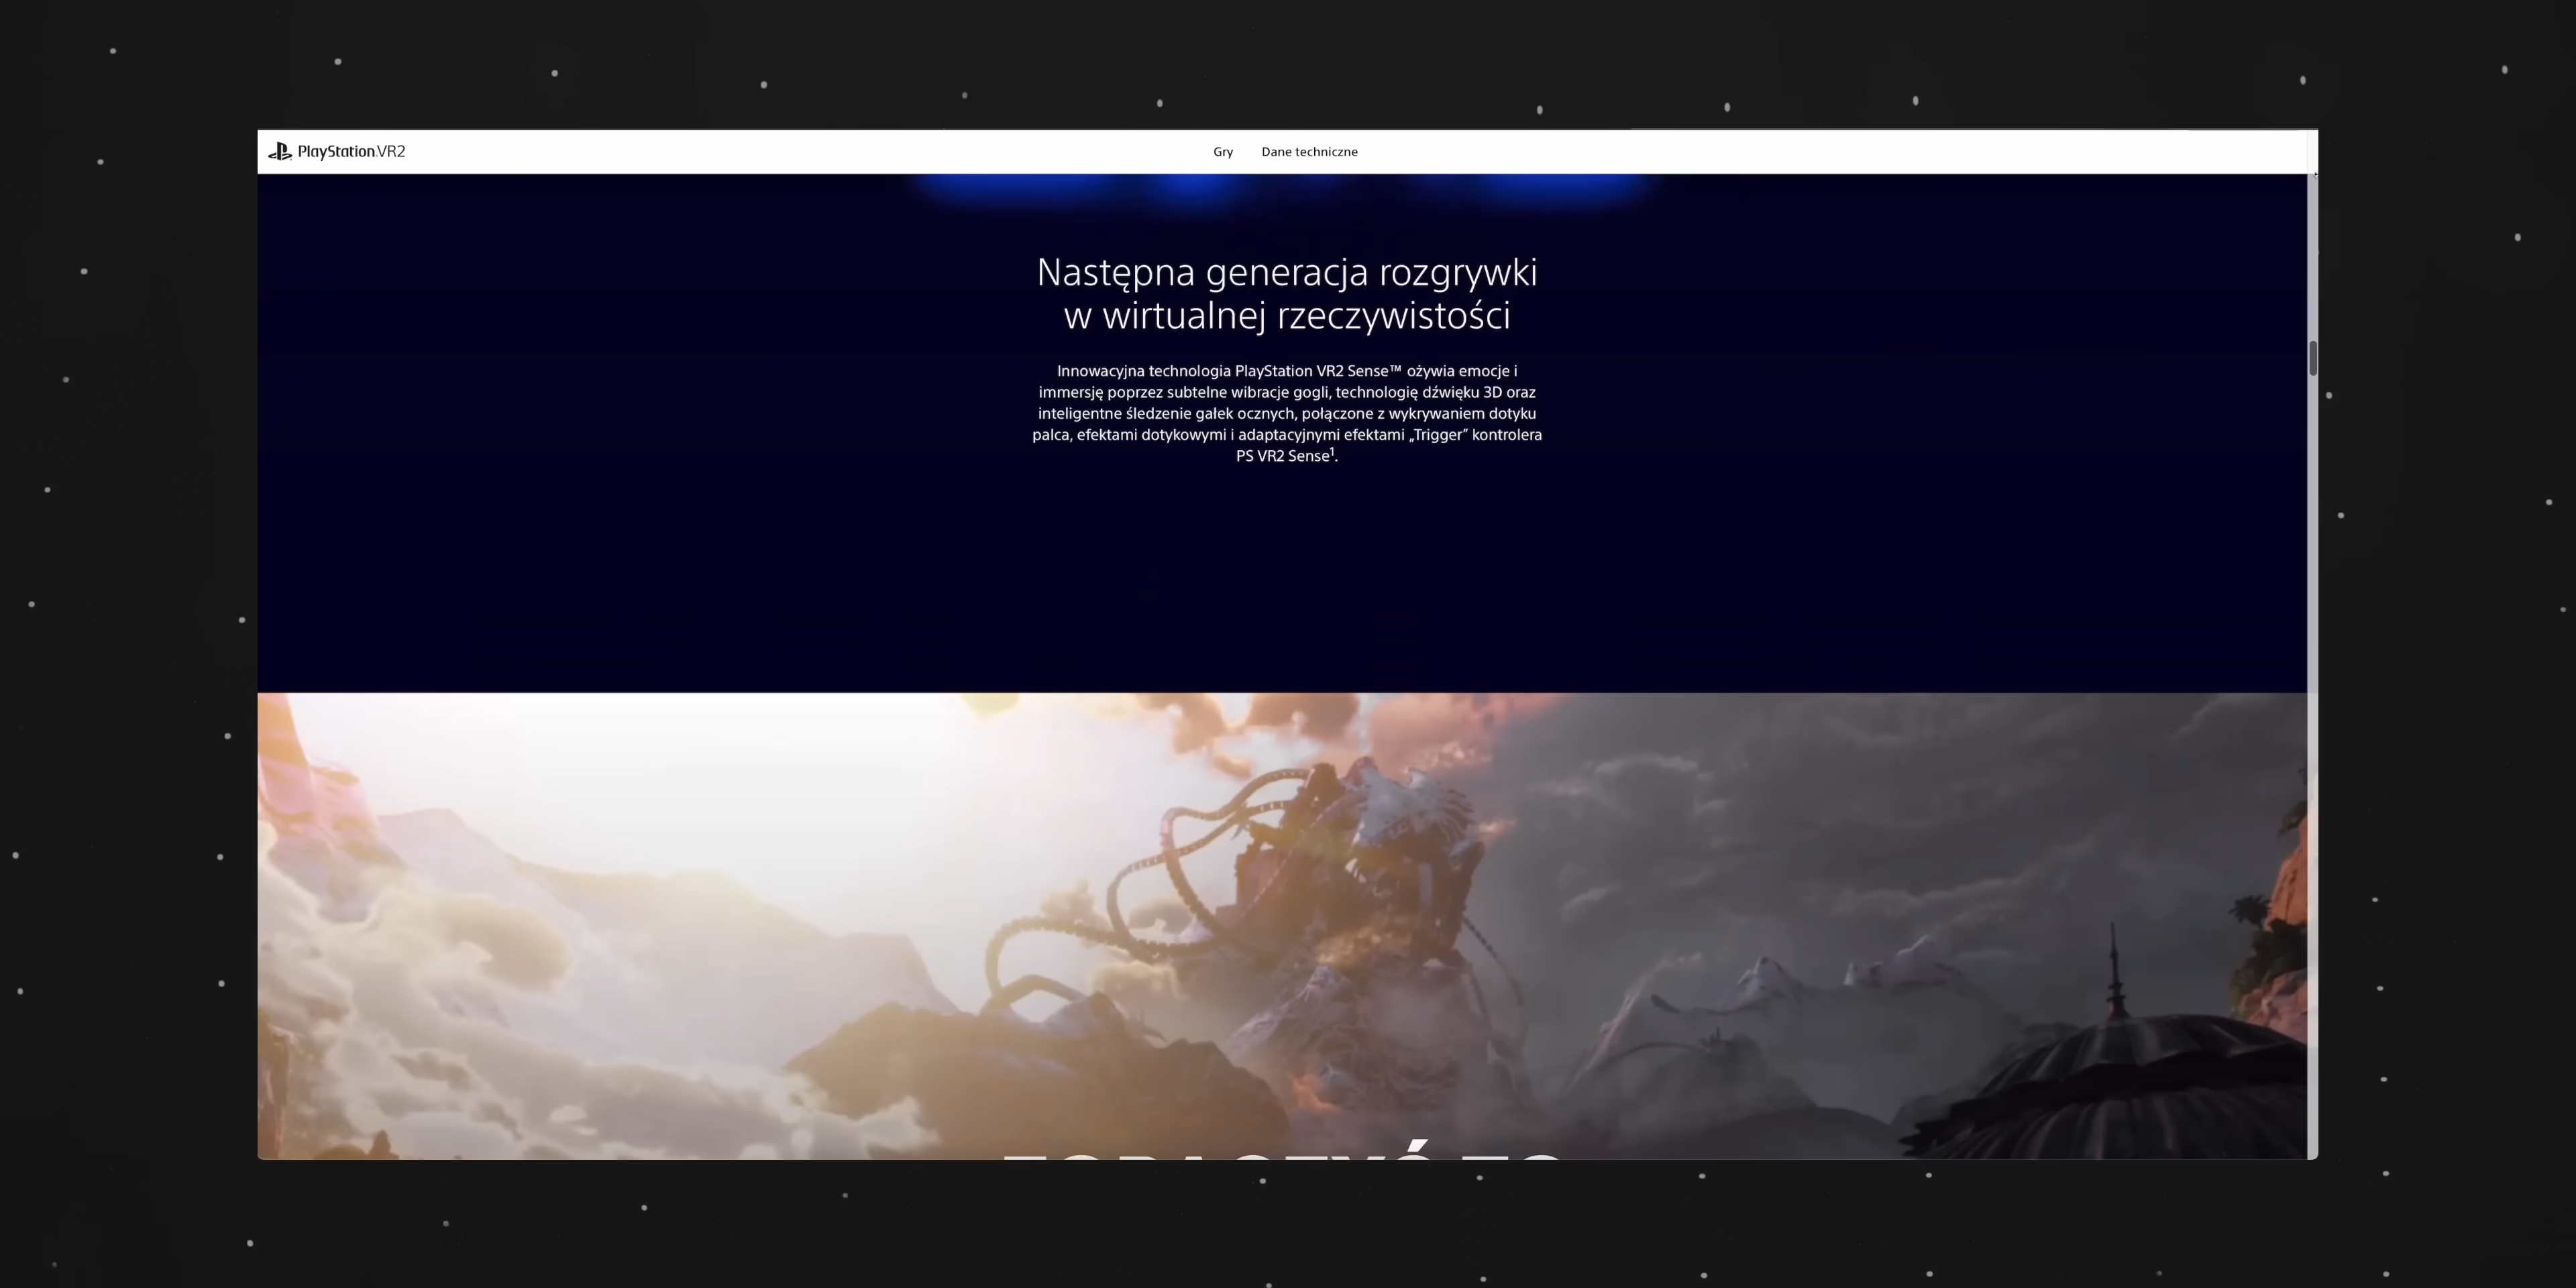 PlayStation.VR2
Gry
Dane techniczne
Następna generacja rozgrywki
w wirtualnej rzeczywistości
Innowacyjna technologia PlayStation VR2 Sense™ ożywia emocje i
immersję poprzez subtelne wibracje gogli, technologię dźwięku 3D oraz
inteligentne śledzenie gałek ocznych, połączone z wykrywaniem dotyku
palca, efektami dotykowymi i adaptacyjnymi efektami „Trigger” kontrolera
PS VR2 Sense¹.